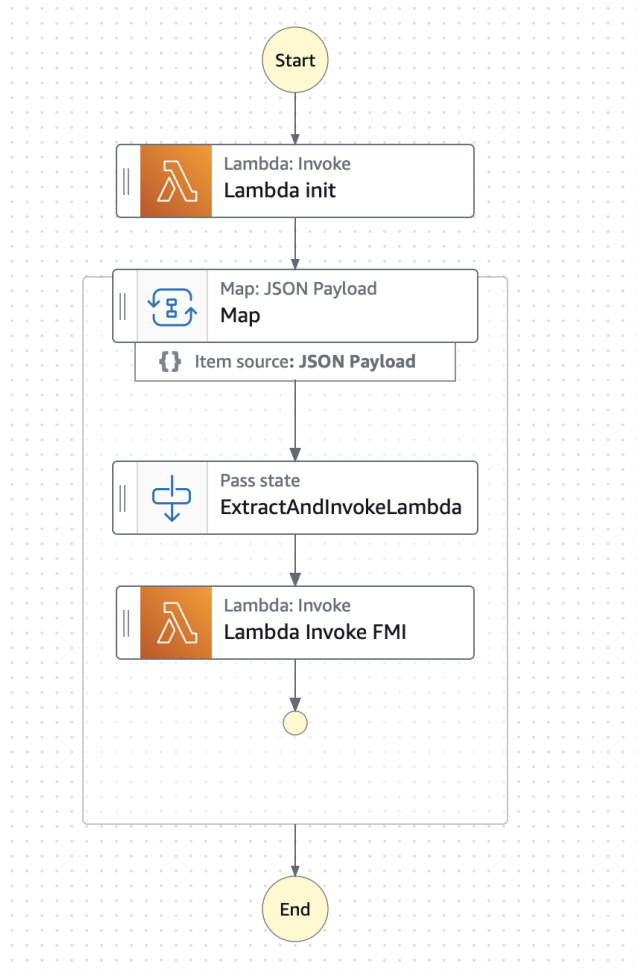 Start
Lambda: Invoke
Lambda init
Map: JSON Payload
Map
{} Item source: JSON Payload
Pass state
ExtractAndInvokeLambda
Lambda: Invoke
Lambda Invoke FMI
End